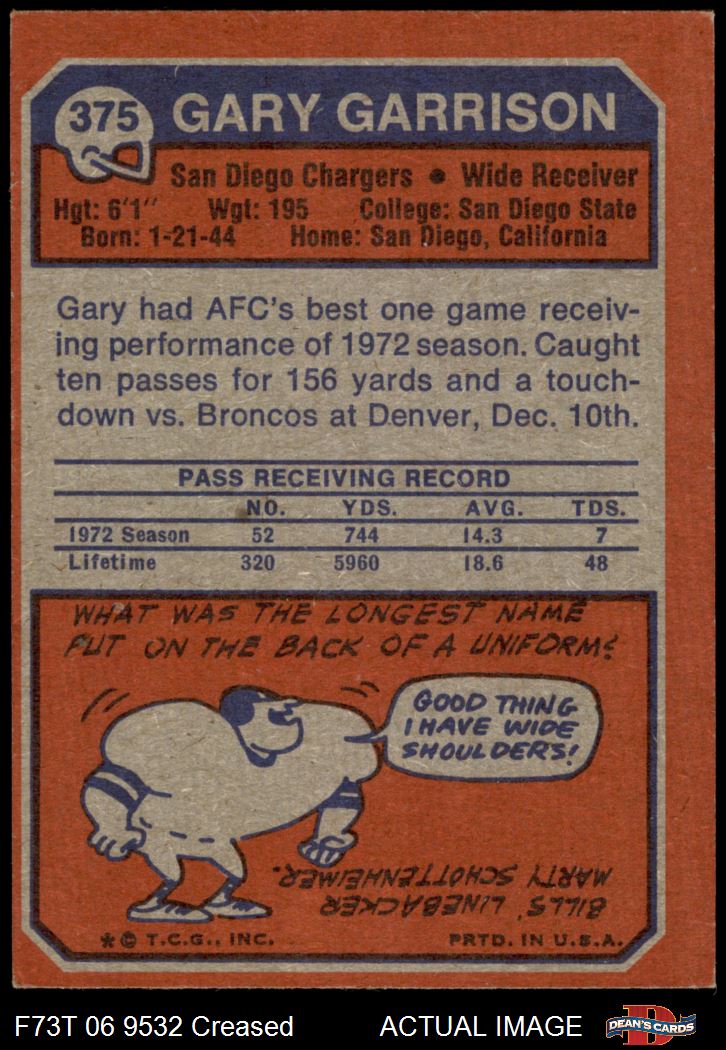 375
GARY GARRISON
San Diego Chargers • Wide Receiver
Hgt: 6'1" Wgt: 195 College: San Diego State
Born: 1-21-44 Home: San Diego, California
Gary had AFC's best one game receiv-
ing performance of 1972 season. Caught
ten passes for 156 yards and a touch-
down vs. Broncos at Denver, Dec. 10th.
PASS RECEIVING RECORD
NO. YDS. AVG. TDS.
1972 Season 52 744 14.3 7
Lifetime 320 5960 18.6 48
WHAT WAS THE LONGEST NAME
PUT ON THE BACK OF A UNIFORM?
GOOD THING
I HAVE WIDE
SHOULDERS!
BILLS' LINEBACKER
MARTY SCHOTTENHEIMER.
* © T.C.G., INC. PRTD. IN U.S.A.
F73T 06 9532 Creased ACTUAL IMAGE
D
DEAN'S CARDS